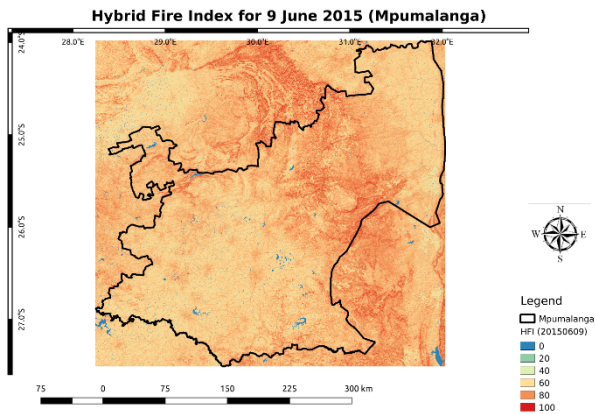 Hybrid Fire Index for 9 June 2015 (Mpumalanga)
28.0°E 29.0°E 30.0°E 31.0°E 32.0°E
24.0°S
25.0°S
26.0°S
27.0°S
N
W E
S
Legend
Mpumalanga
HFI (20150609)
0
20
40
60
80
100
75 0 75 150 225 300 km